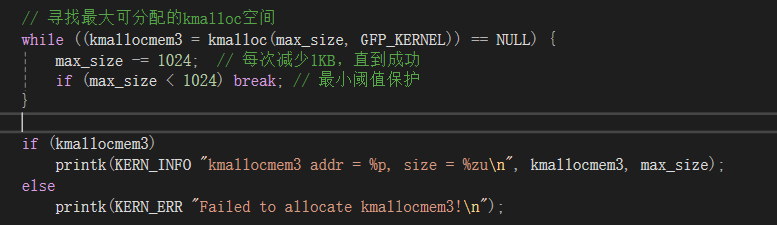 // 寻找最大可分配的kmalloc空间
while ((kmallocmem3 = kmalloc(max_size, GFP_KERNEL)) == NULL) {
    max_size -= 1024;  // 每次减少1KB，直到成功
    if (max_size < 1024) break; // 最小阈值保护
}
if (kmallocmem3)
    printk(KERN_INFO "kmallocmem3 addr = %p, size = %zu\n", kmallocmem3, max_size);
else
    printk(KERN_ERR "Failed to allocate kmallocmem3!\n");